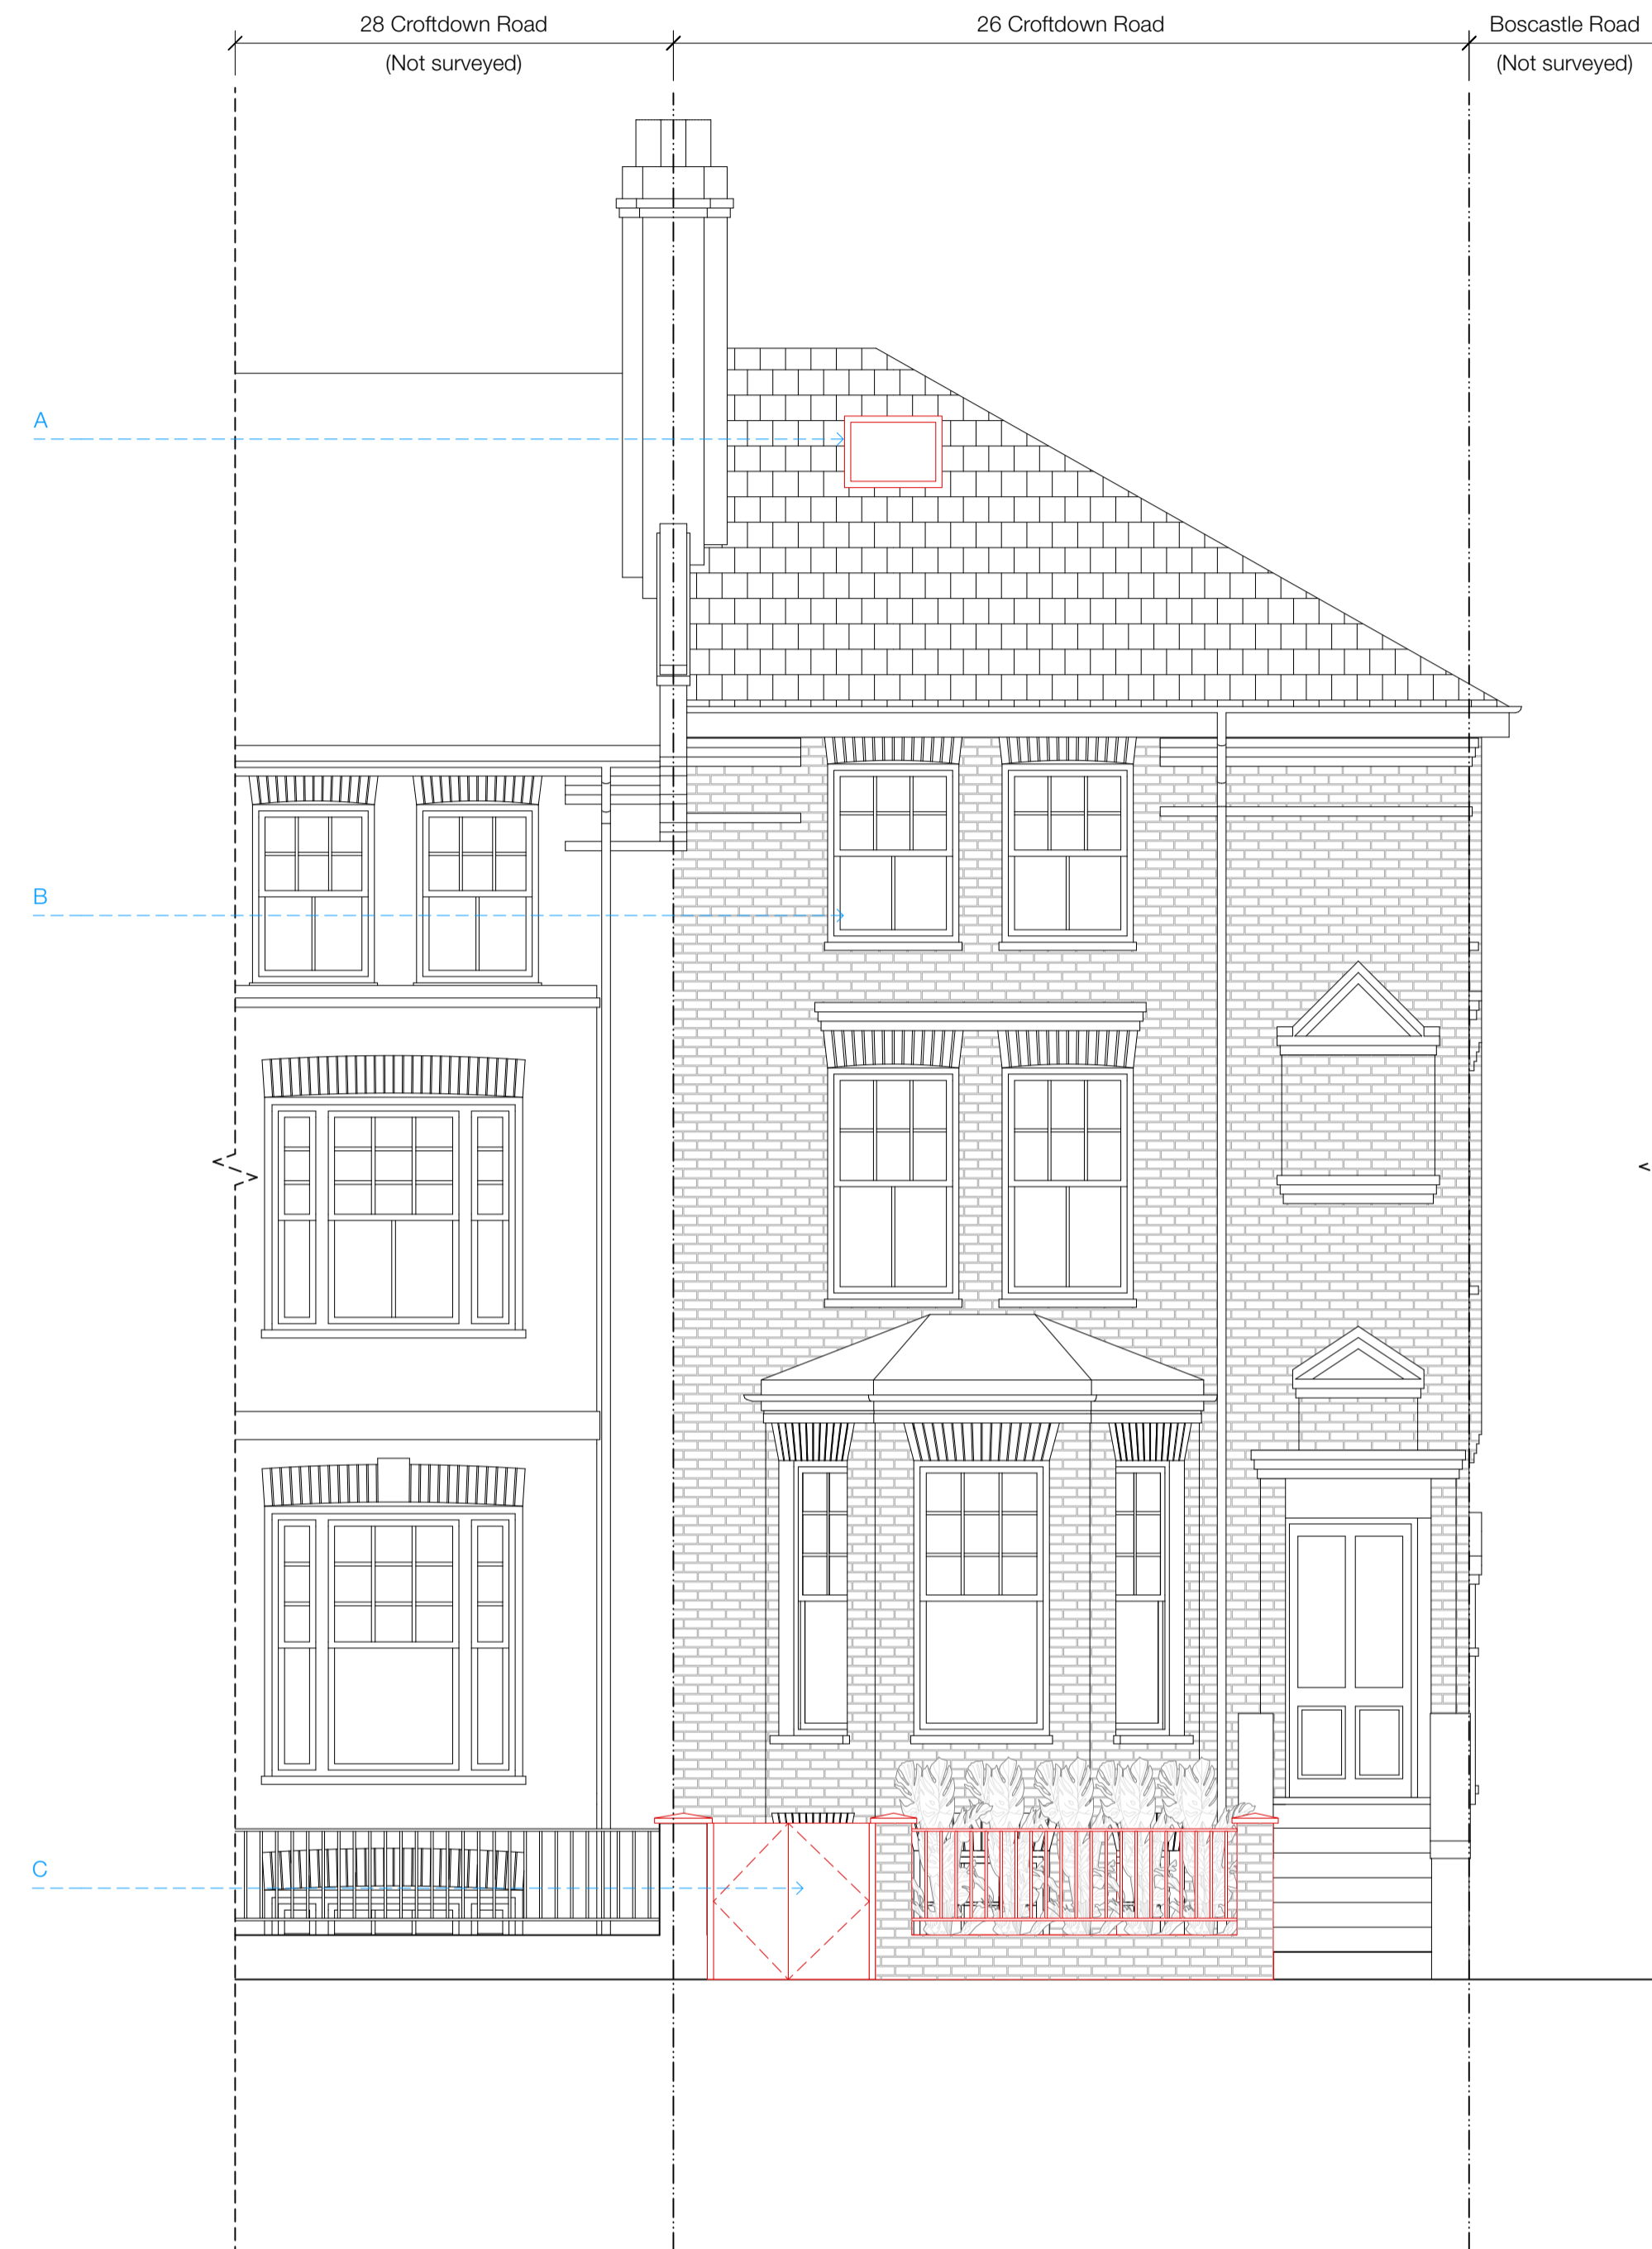 28 Croftdown Road
26 Croftdown Road
Boscastle Road
(Not surveyed)
(Not surveyed)
A
B
C